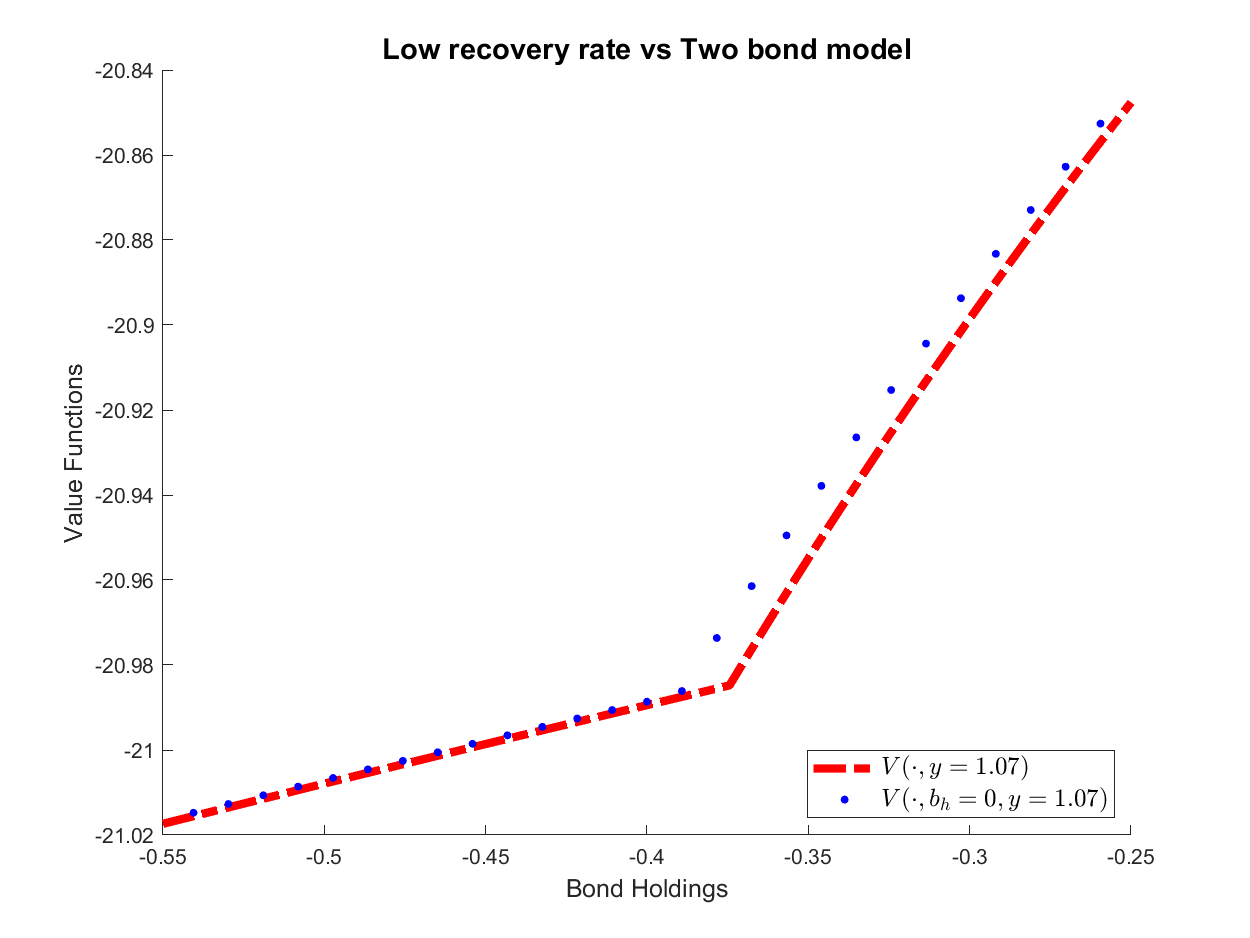 Low recovery rate vs Two bond model
-20.84
-20.86
-20.88
-20.9
-20.92
-20.94
-20.96
-20.98
-21
-21.02
Value Functions
-0.55 -0.5 -0.45 -0.4 -0.35 -0.3 -0.25
Bond Holdings
V(·, y = 1.07)
V(·, b_h = 0, y = 1.07)